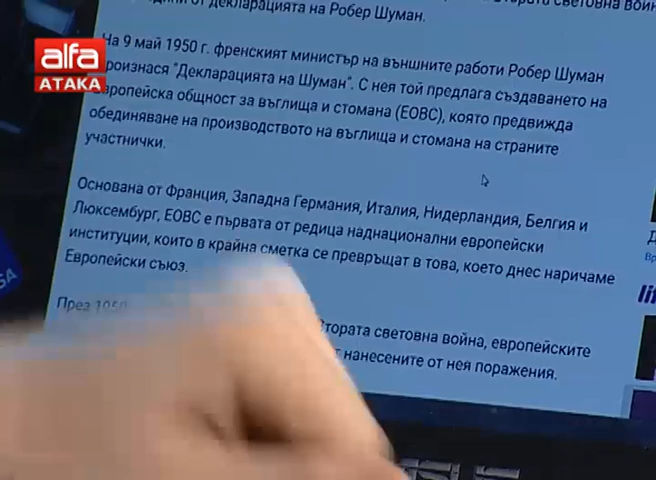 декларацията на Робер Шуман.
alfa
АТАКА
На 9 май 1950 г. френският министър на външните работи Робер Шуман
произнася "Декларацията на Шуман". С нея той предлага създаването на
Европейска общност за въглища и стомана (ЕОВС), която предвижда
обединяване на производството на въглища и стомана на страните
участнички.
Основана от Франция, Западна Германия, Италия, Нидерландия, Белгия и
Люксембург, ЕОВС е първата от редица наднационални европейски
институции, които в крайна сметка се превръщат в това, което днес наричаме
Европейски съюз.
През 1950
Втората световна война, европейските
нанесените от нея поражения.